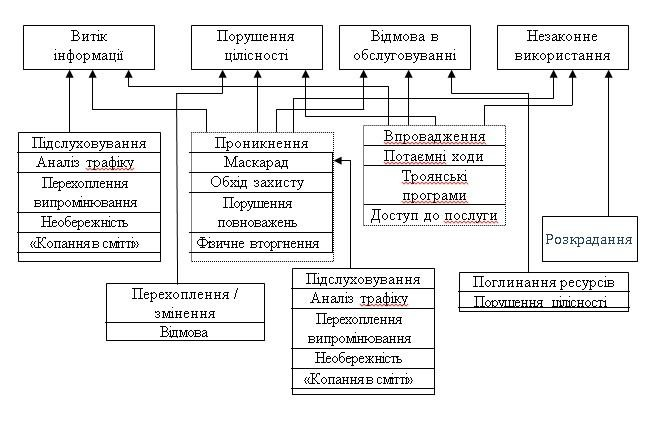 Витік
інформації
Порушення
цілісності
Відмова в
обслуговуванні
Незаконне
використання
Підслуховування
Аналіз трафіку
Перехоплення
випромінювання
Необережність
«Копання в смітті»
Проникнення
Маскарад
Обхід захисту
Порушення
повноважень
Фізичне вторгнення
Впровадження
Потаємні ходи
Троянські
програми
Доступ до послуги
Розкрадання
Перехоплення /
змінення
Відмова
Підслуховування
Аналіз трафіку
Перехоплення
випромінювання
Необережність
«Копання в смітті»
Поглинання ресурсів
Порушення цілісності